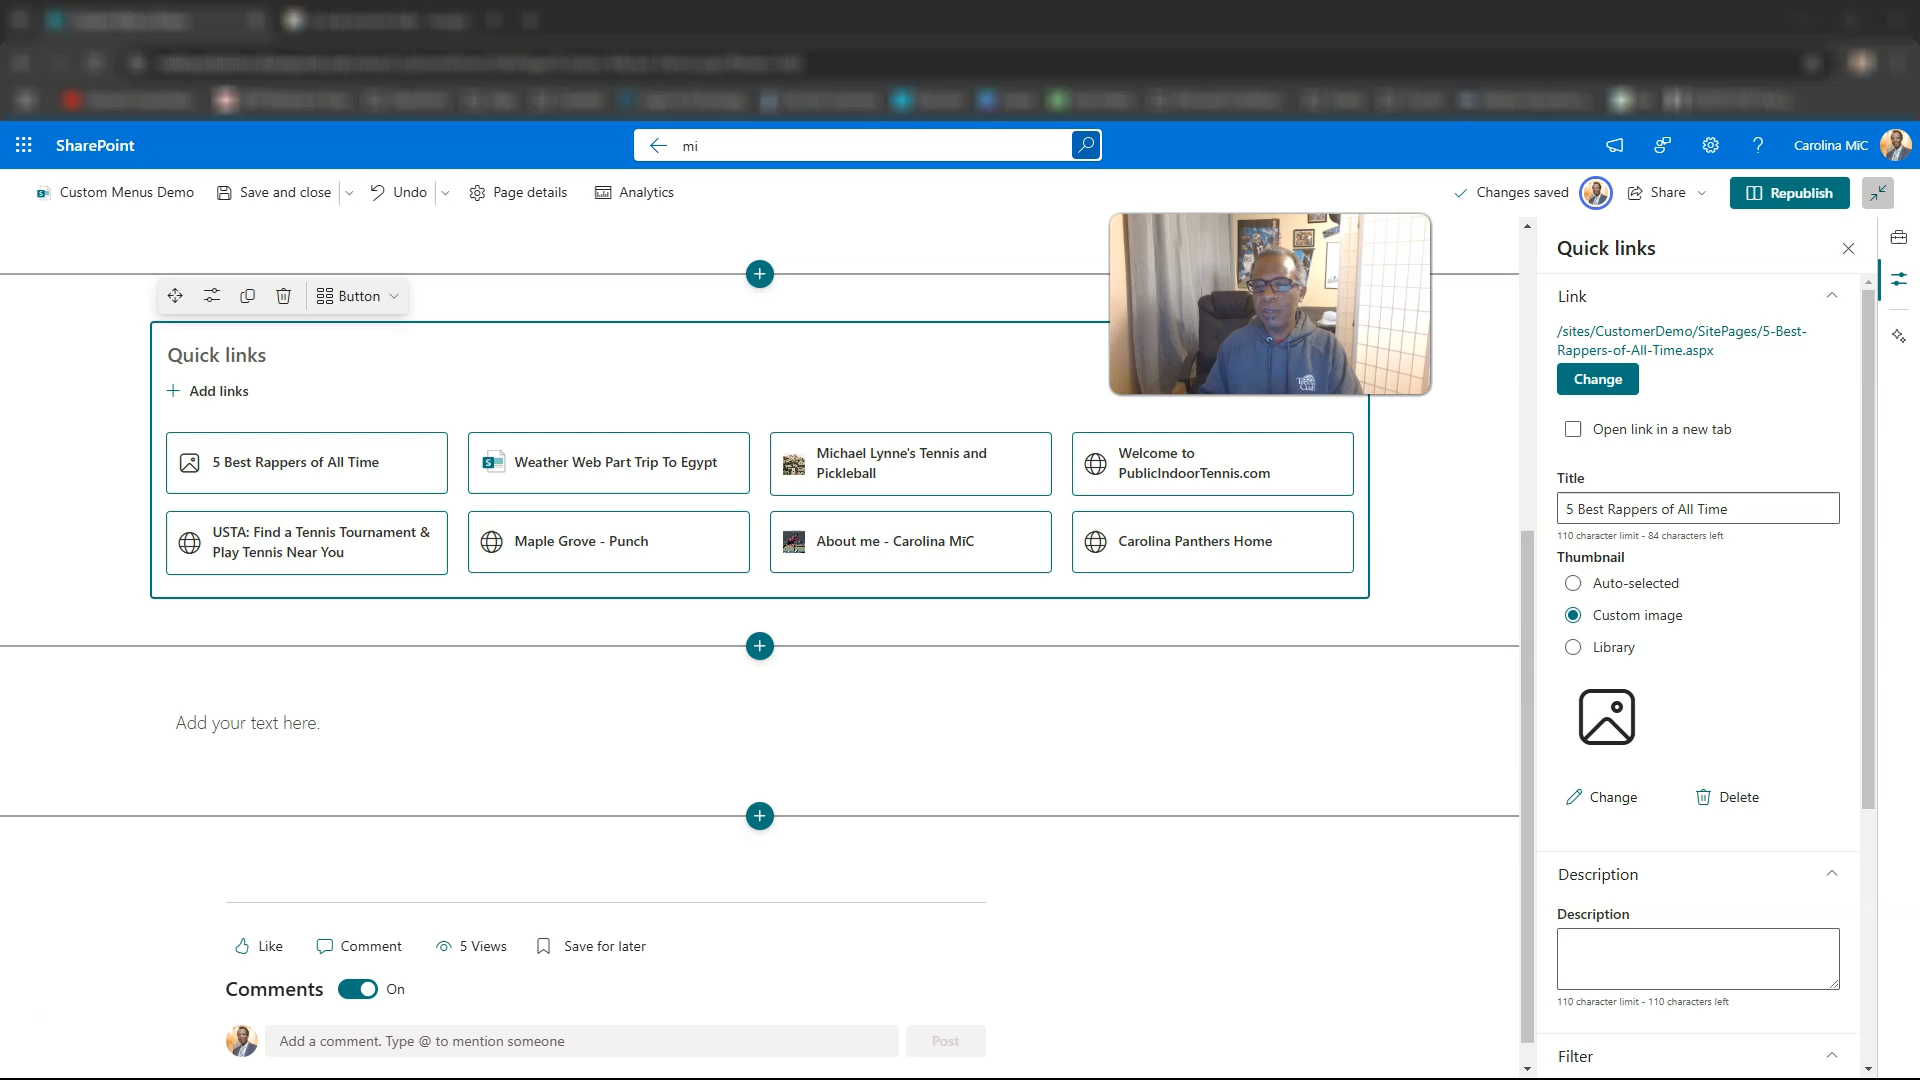 SharePoint
mi
Carolina MīC
Custom Menus Demo
Save and close
Undo
Page details
Analytics
Changes saved
Share
Republish
Button
Quick links
Add links
5 Best Rappers of All Time
Weather Web Part Trip To Egypt
Michael Lynne's Tennis and
Pickleball
Welcome to
PublicIndoorTennis.com
USTA: Find a Tennis Tournament &
Play Tennis Near You
Maple Grove - Punch
About me - Carolina MīC
Carolina Panthers Home
Add your text here.
Like
Comment
5 Views
Save for later
Comments
On
Add a comment. Type @ to mention someone
Post
Quick links
Link
/sites/CustomerDemo/SitePages/5-Best-
Rappers-of-All-Time.aspx
Change
Open link in a new tab
Title
5 Best Rappers of All Time
110 character limit - 84 characters left
Thumbnail
Auto-selected
Custom image
Library
Change
Delete
Description
Description
110 character limit - 110 characters left
Filter